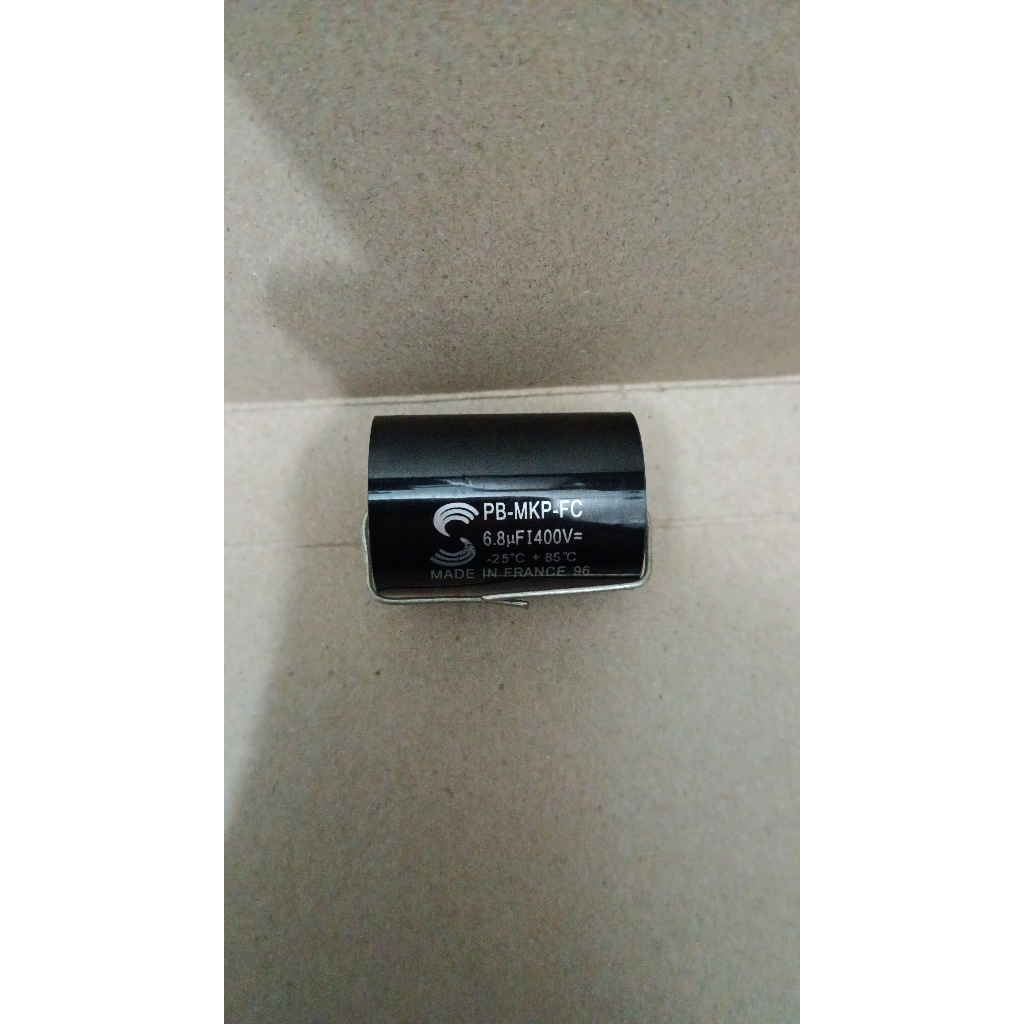 PB-MKP-FC
6.8µFI400V=
-25°C + 85°C
MADE IN FRANCE 96